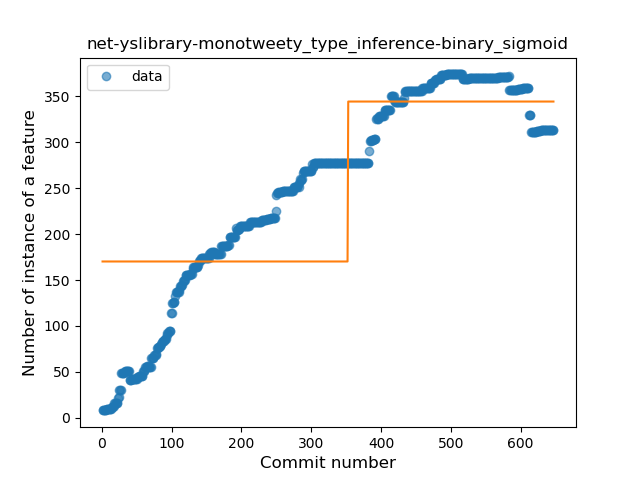 net-yslibrary-monotweety_type_inference-binary_sigmoid
data
Number of instance of a feature
350
300
250
200
150
100
50
0
0 100 200 300 400 500 600
Commit number